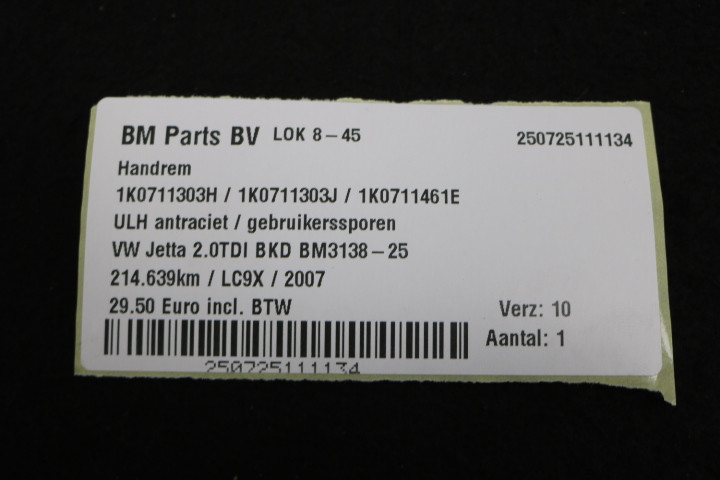 BM Parts BV LOK 8-45 250725111134
Handrem
1K0711303H / 1K0711303J / 1K0711461E
ULH antraciet / gebruikerssporen
VW Jetta 2.0TDI BKD BM3138-25
214.639km / LC9X / 2007
29.50 Euro incl. BTW Verz: 10
Aantal: 1
250725111134